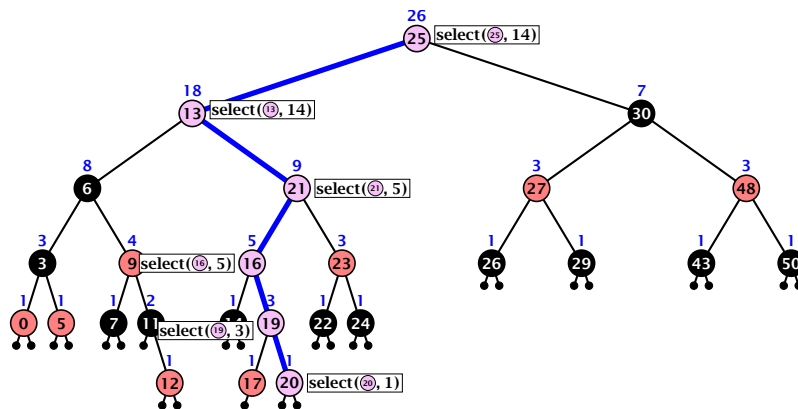 26
25 select(25, 14)
18 7
13 select(13, 14) 30
8 9 3 3
6 21 select(21, 5) 27 48
3 4 5 3 1 1 1 1
3 9 select(16, 5) 16 23 26 29 43 50
1 1 1 2 1 3 1 1
0 5 7 11 select(19, 3) 19 22 24
1 1 1
12 17 20 select(20, 1)